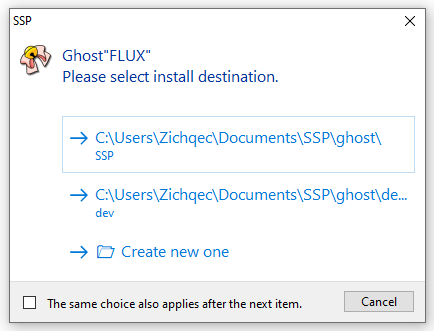 SSP
Ghost"FLUX"
Please select install destination.
C:\Users\Zichqec\Documents\SSP\ghost\
SSP
C:\Users\Zichqec\Documents\SSP\ghost\de...
dev
Create new one
The same choice also applies after the next item.
Cancel